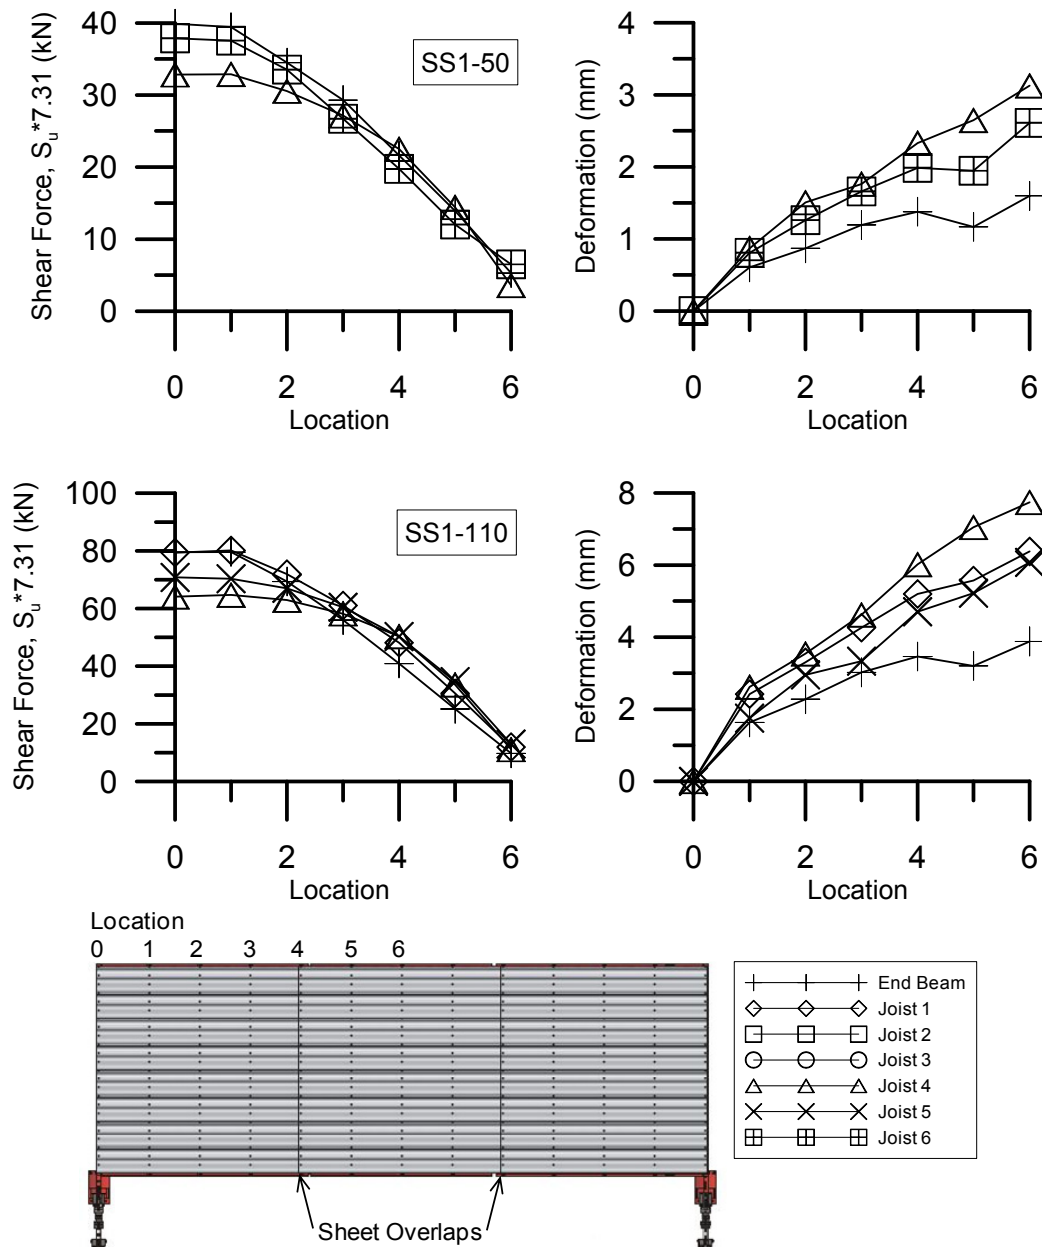 Shear Force, Su*7.31 (kN)
40
30
20
10
0
SS1-50
0 2 4 6
Location
Deformation (mm)
4
3
2
1
0
0 2 4 6
Location
Shear Force, Su*7.31 (kN)
100
80
60
40
20
0
SS1-110
0 2 4 6
Location
Deformation (mm)
8
6
4
2
0
0 2 4 6
Location
Location
0 1 2 3 4 5 6
Sheet Overlaps
End Beam
Joist 1
Joist 2
Joist 3
Joist 4
Joist 5
Joist 6